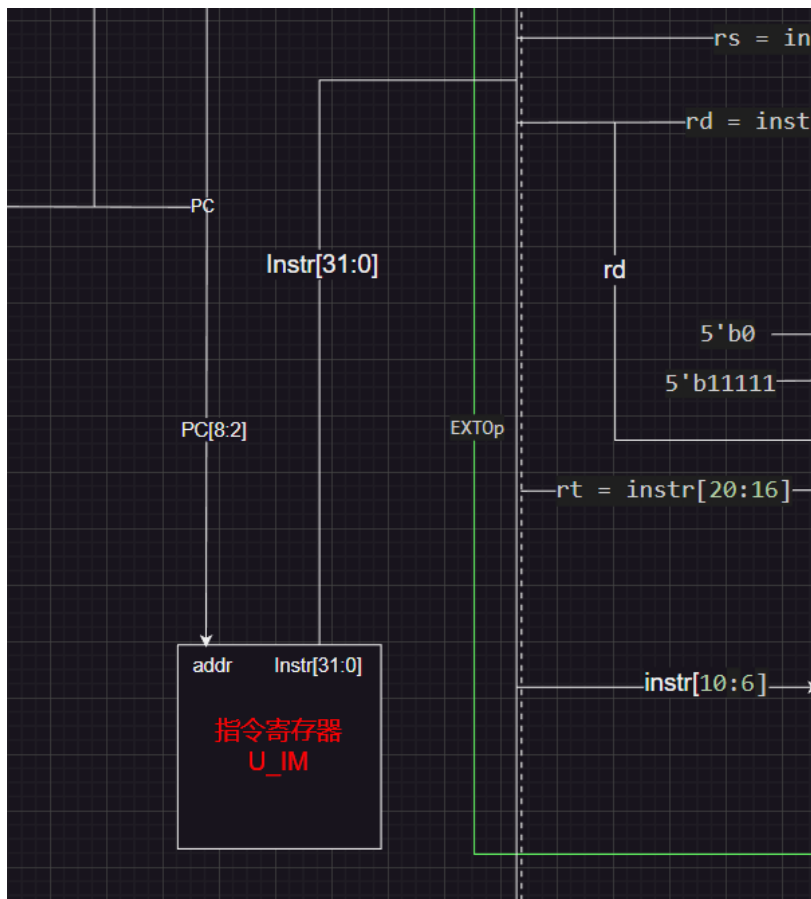 rs = in
rd = inst
PC
Instr[31:0]
rd
5'b0
5'b11111
PC[8:2]
EXTOp
rt = instr[20:16]
addr
Instr[31:0]
instr[10:6]
指令寄存器
U_IM